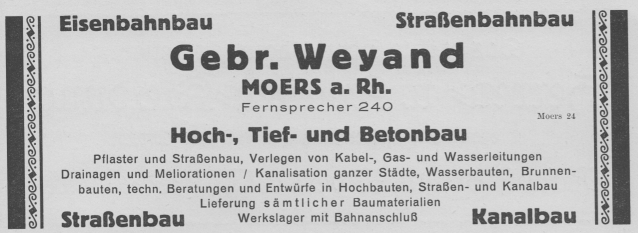 Eisenbahnbau Straßenbahnbau
Gebr. Weyand
MOERS a. Rh.
Fernsprecher 240
Moers 24
Hoch-, Tief- und Betonbau
Pflaster und Straßenbau, Verlegen von Kabel-, Gas- und Wasserleitungen
Drainagen und Meliorationen / Kanalisation ganzer Städte, Wasserbauten, Brunnen-
bauten, techn. Beratungen und Entwürfe in Hochbauten, Straßen- und Kanalbau
Lieferung sämtlicher Baumaterialien
Straßenbau Werkslager mit Bahnanschluß Kanalbau